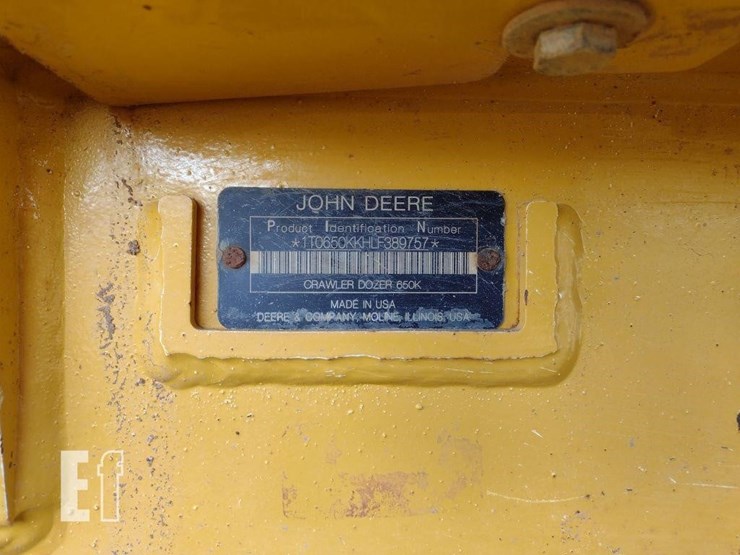 JOHN DEERE
Product Identification Number
*1T0650KKHLF389757*
CRAWLER DOZER 650K
MADE IN USA
DEERE & COMPANY, MOLINE, ILLINOIS, USA
Ef